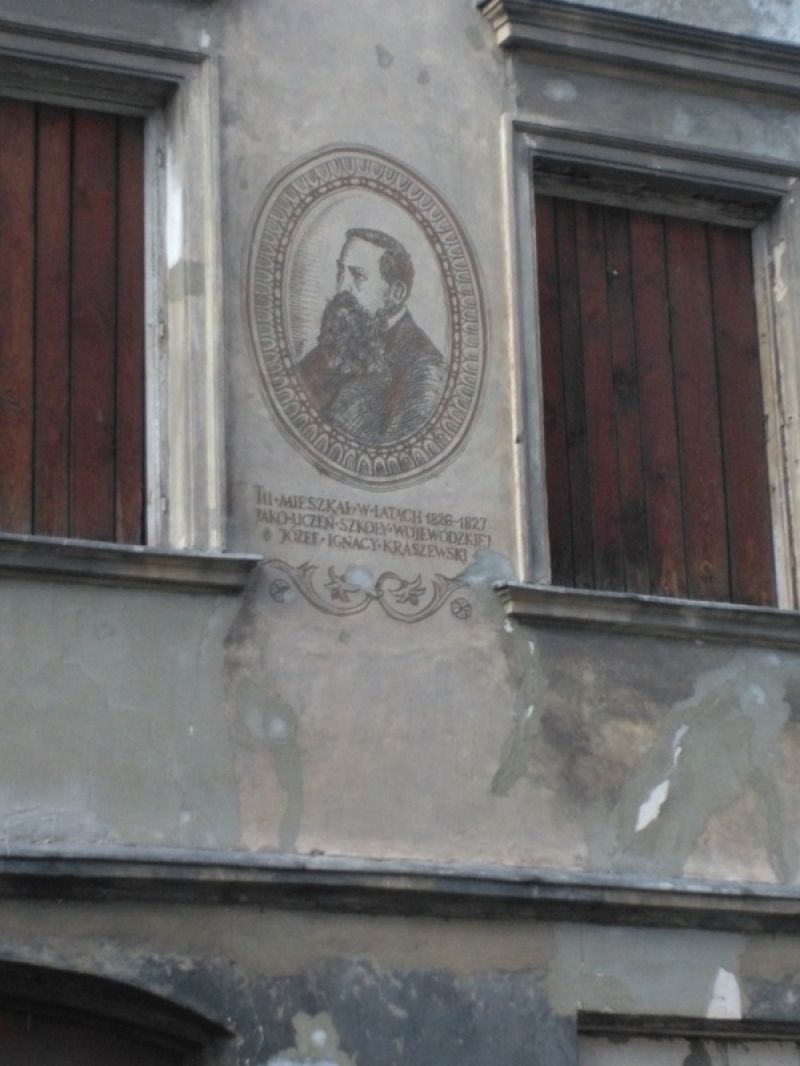 TU·MIESZKAŁ·W·LATACH 1826-1827
JAKO·UCZEŃ·SZKOŁY·WOJEWÓDZKIEJ
JÓZEF·IGNACY·KRASZEWSKI